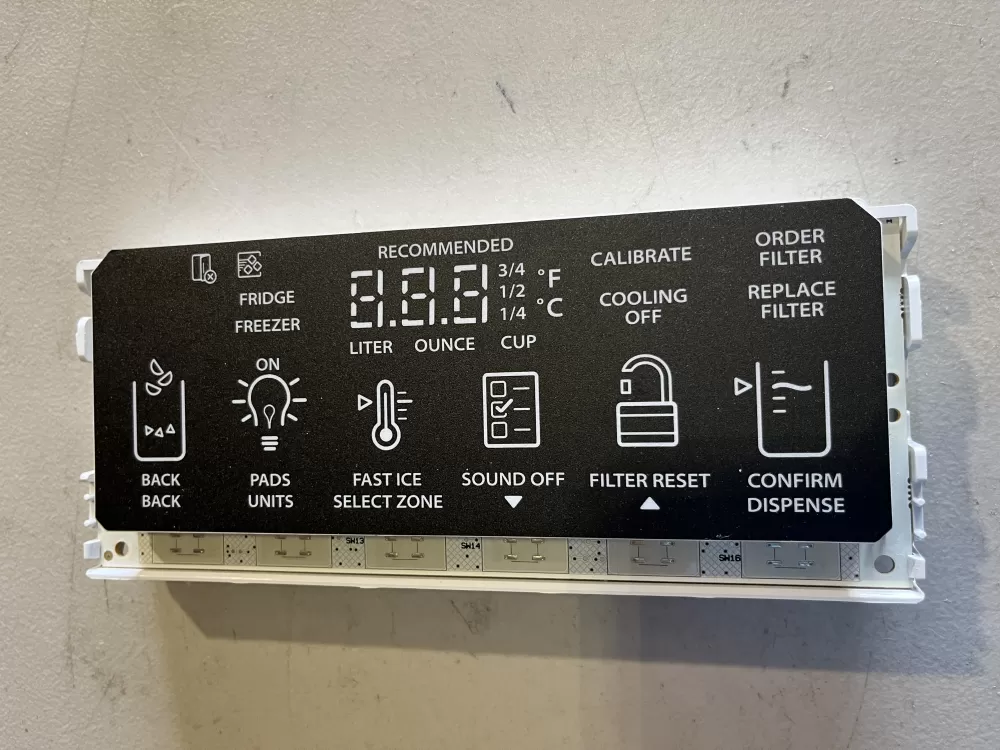 RECOMMENDED
CALIBRATE
ORDER
FILTER
FRIDGE
FREEZER
8.8.8
3/4
1/2
1/4
°F
°C
COOLING
OFF
REPLACE
FILTER
LITER OUNCE CUP
ON
BACK
BACK
PADS
UNITS
FAST ICE
SELECT ZONE
SOUND OFF
FILTER RESET
CONFIRM
DISPENSE
SW13
SW14
SW16